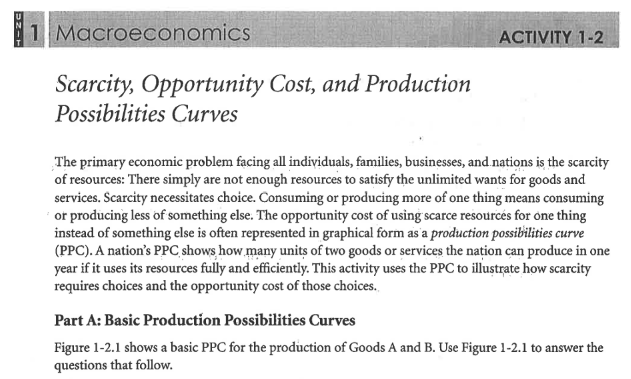 UNIT 1 Macroeconomics ACTIVITY 1-2
Scarcity, Opportunity Cost, and Production
Possibilities Curves
The primary economic problem facing all individuals, families, businesses, and nations is the scarcity
of resources: There simply are not enough resources to satisfy the unlimited wants for goods and
services. Scarcity necessitates choice. Consuming or producing more of one thing means consuming
or producing less of something else. The opportunity cost of using scarce resources for one thing
instead of something else is often represented in graphical form as a production possibilities curve
(PPC). A nation's PPC shows how many units of two goods or services the nation can produce in one
year if it uses its resources fully and efficiently. This activity uses the PPC to illustrate how scarcity
requires choices and the opportunity cost of those choices.
Part A: Basic Production Possibilities Curves
Figure 1-2.1 shows a basic PPC for the production of Goods A and B. Use Figure 1-2.1 to answer the
questions that follow.